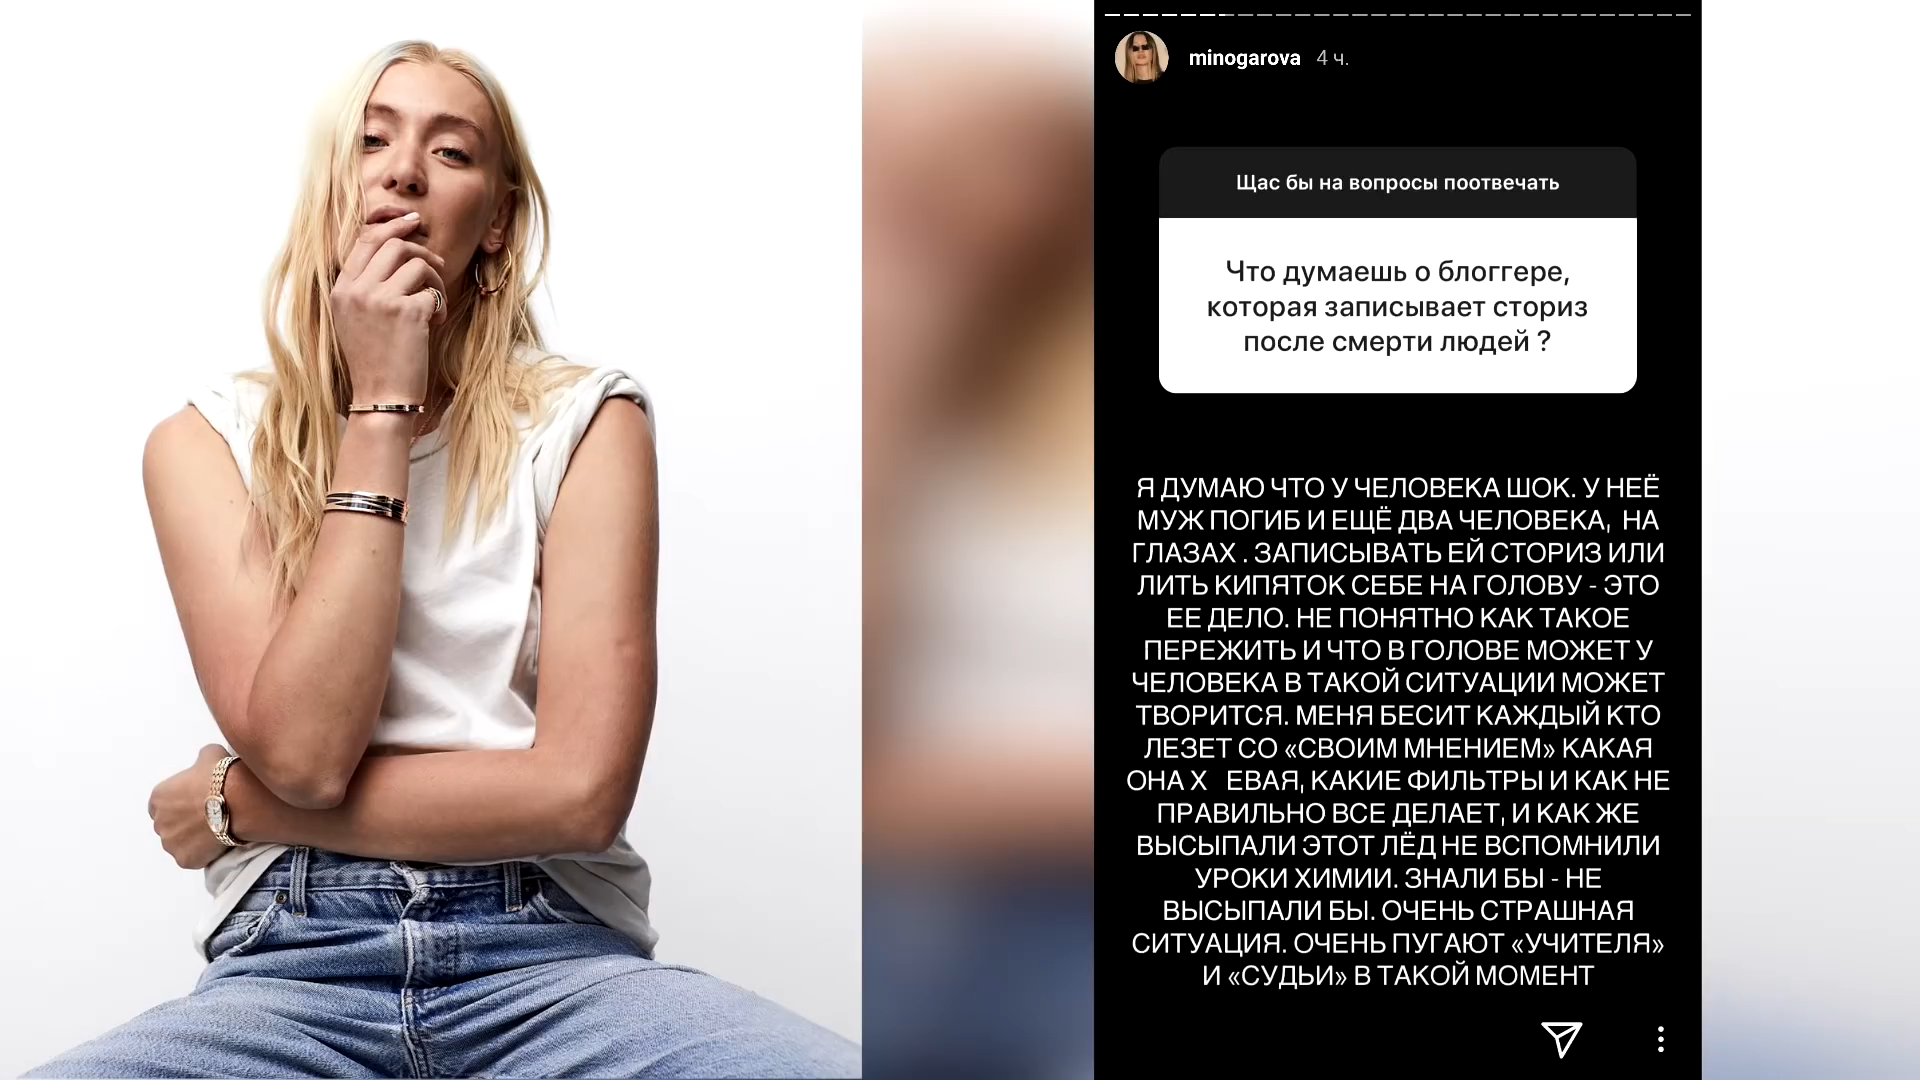 minogarova 4 ч.
Щас бы на вопросы поотвечать
Что думаешь о блоггере,
которая записывает сториз
после смерти людей ?
Я ДУМАЮ ЧТО У ЧЕЛОВЕКА ШОК. У НЕЁ
МУЖ ПОГИБ И ЕЩЁ ДВА ЧЕЛОВЕКА, НА
ГЛАЗАХ . ЗАПИСЫВАТЬ ЕЙ СТОРИЗ ИЛИ
ЛИТЬ КИПЯТОК СЕБЕ НА ГОЛОВУ - ЭТО
ЕЕ ДЕЛО. НЕ ПОНЯТНО КАК ТАКОЕ
ПЕРЕЖИТЬ И ЧТО В ГОЛОВЕ МОЖЕТ У
ЧЕЛОВЕКА В ТАКОЙ СИТУАЦИИ МОЖЕТ
ТВОРИТСЯ. МЕНЯ БЕСИТ КАЖДЫЙ КТО
ЛЕЗЕТ СО «СВОИМ МНЕНИЕМ» КАКАЯ
ОНА Х ЕВАЯ, КАКИЕ ФИЛЬТРЫ И КАК НЕ
ПРАВИЛЬНО ВСЕ ДЕЛАЕТ, И КАК ЖЕ
ВЫСЫПАЛИ ЭТОТ ЛЁД НЕ ВСПОМНИЛИ
УРОКИ ХИМИИ. ЗНАЛИ БЫ - НЕ
ВЫСЫПАЛИ БЫ. ОЧЕНЬ СТРАШНАЯ
СИТУАЦИЯ. ОЧЕНЬ ПУГАЮТ «УЧИТЕЛЯ»
И «СУДЬИ» В ТАКОЙ МОМЕНТ